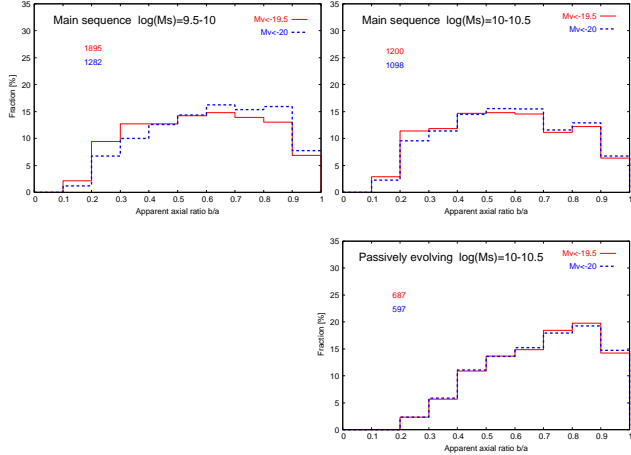 Main sequence log(Ms)=9.5-10
Mv<-19.5
Mv<-20
1895
1282
Fraction [%]
35
30
25
20
15
10
5
0
0 0.1 0.2 0.3 0.4 0.5 0.6 0.7 0.8 0.9 1
Apparent axial ratio b/a
Main sequence log(Ms)=10-10.5
Mv<-19.5
Mv<-20
1200
1098
35
30
25
20
15
10
5
0
0 0.1 0.2 0.3 0.4 0.5 0.6 0.7 0.8 0.9 1
Apparent axial ratio b/a
Passively evolving log(Ms)=10-10.5
Mv<-19.5
Mv<-20
687
597
Fraction [%]
35
30
25
20
15
10
5
0
0 0.1 0.2 0.3 0.4 0.5 0.6 0.7 0.8 0.9 1
Apparent axial ratio b/a